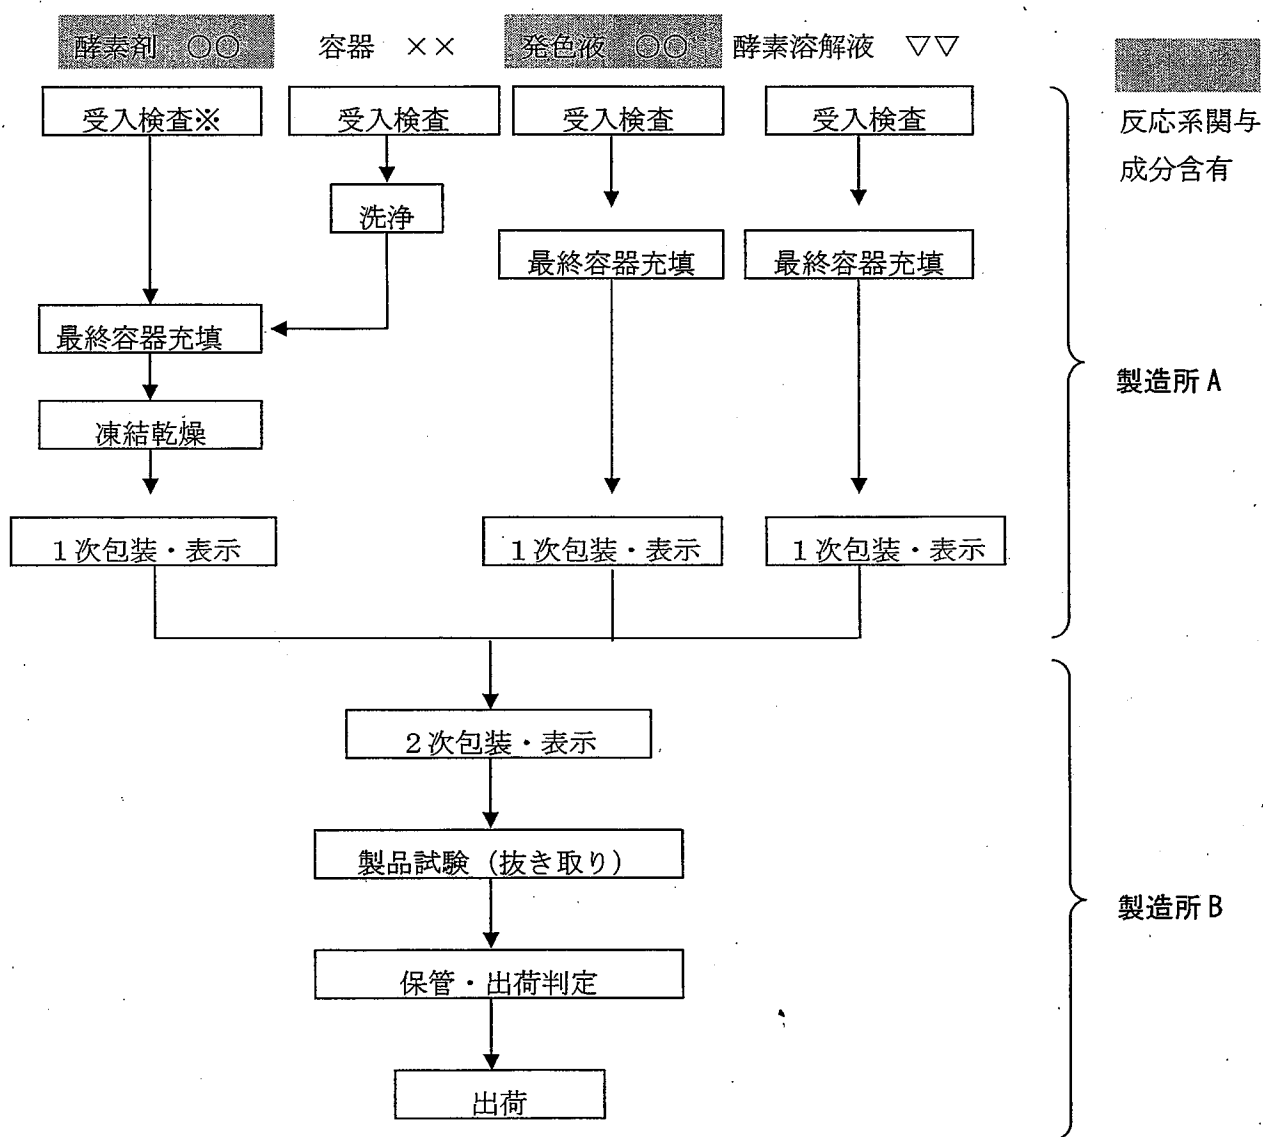 酵素剤 ○○
容器 ××
発色液 ○○
酵素溶解液 ▽▽
受入検査※
受入検査
受入検査
受入検査
反応系関与
成分含有
洗浄
最終容器充填
最終容器充填
最終容器充填
製造所A
凍結乾燥
1次包装・表示
1次包装・表示
1次包装・表示
2次包装・表示
製品試験（抜き取り）
製造所B
保管・出荷判定
出荷